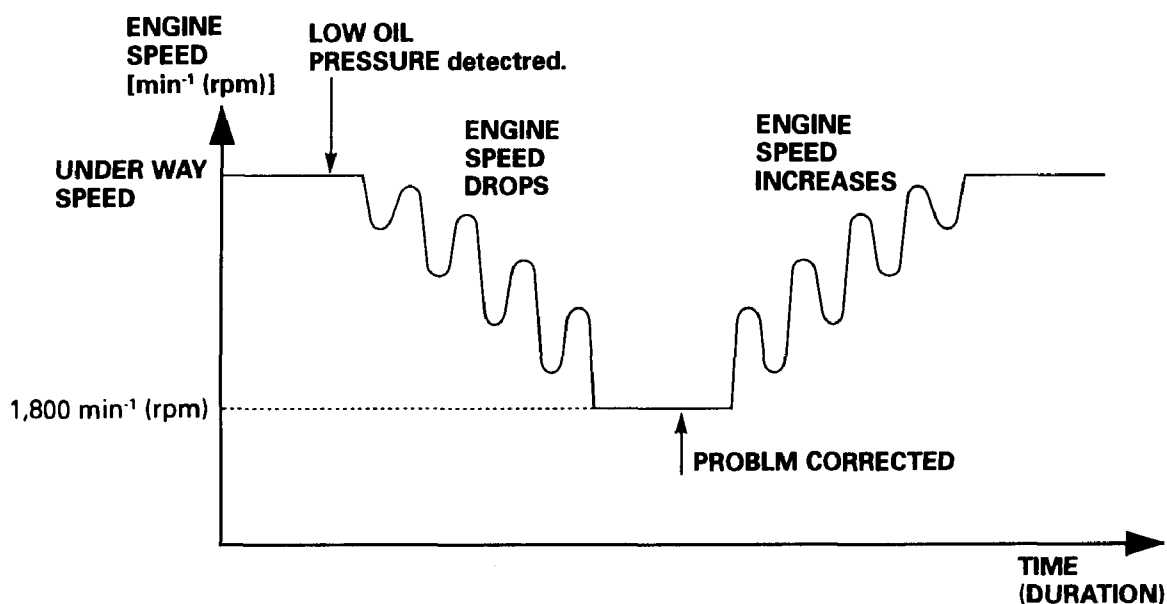 ENGINE
SPEED
[min⁻¹ (rpm)]
LOW OIL
PRESSURE detectred.
UNDER WAY
SPEED
ENGINE
SPEED
DROPS
ENGINE
SPEED
INCREASES
1,800 min⁻¹ (rpm)
PROBLM CORRECTED
TIME
(DURATION)